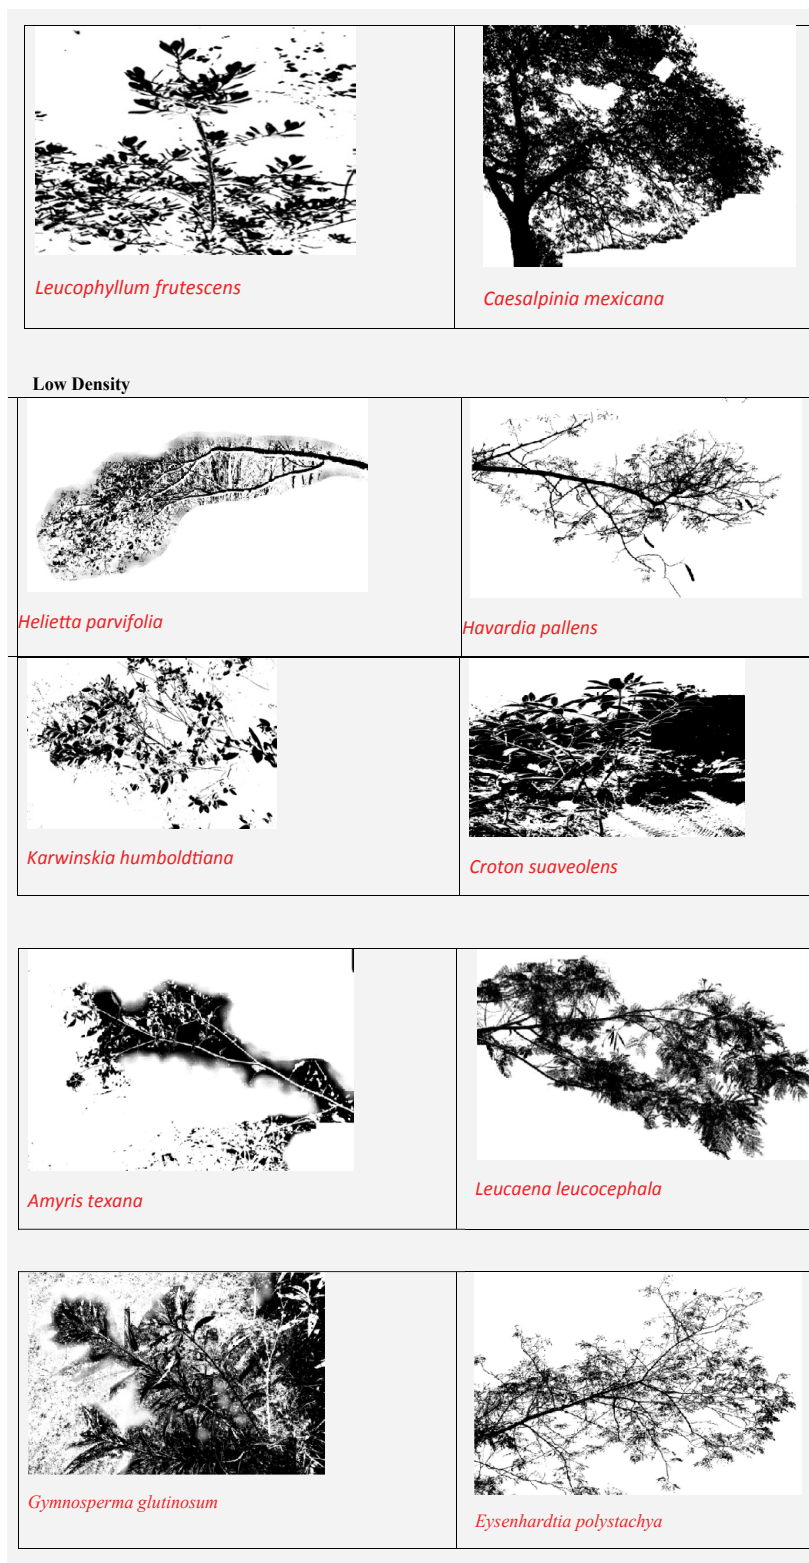 Leucophyllum frutescens
Caesalpinia mexicana
Low Density
Helietta parvifolia
Havardia pallens
Karwinskia humboldtiana
Croton suaveolens
Amyris texana
Leucaena leucocephala
Gymnosperma glutinosum
Eysenhardtia polystachya